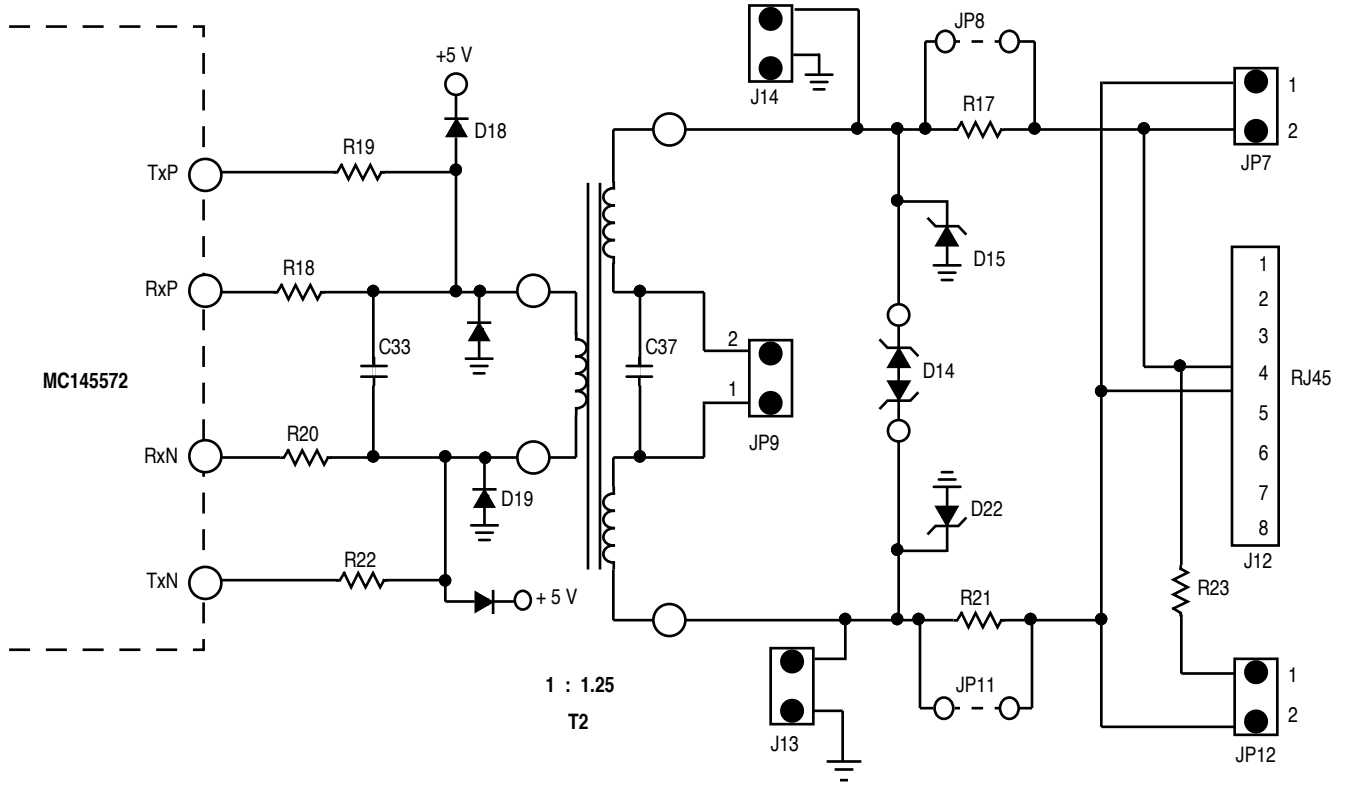 JP8
+5 V
J14
R17
1
D18
2
R19
JP7
TxP
D15
1
R18
2
RxP
3
C33
2
C37
D14
4
RJ45
MC145572
1
5
R20
JP9
6
RxN
D19
D22
7
8
R22
J12
TxN
+ 5 V
R21
R23
1 : 1.25
JP11
1
T2
2
J13
JP12